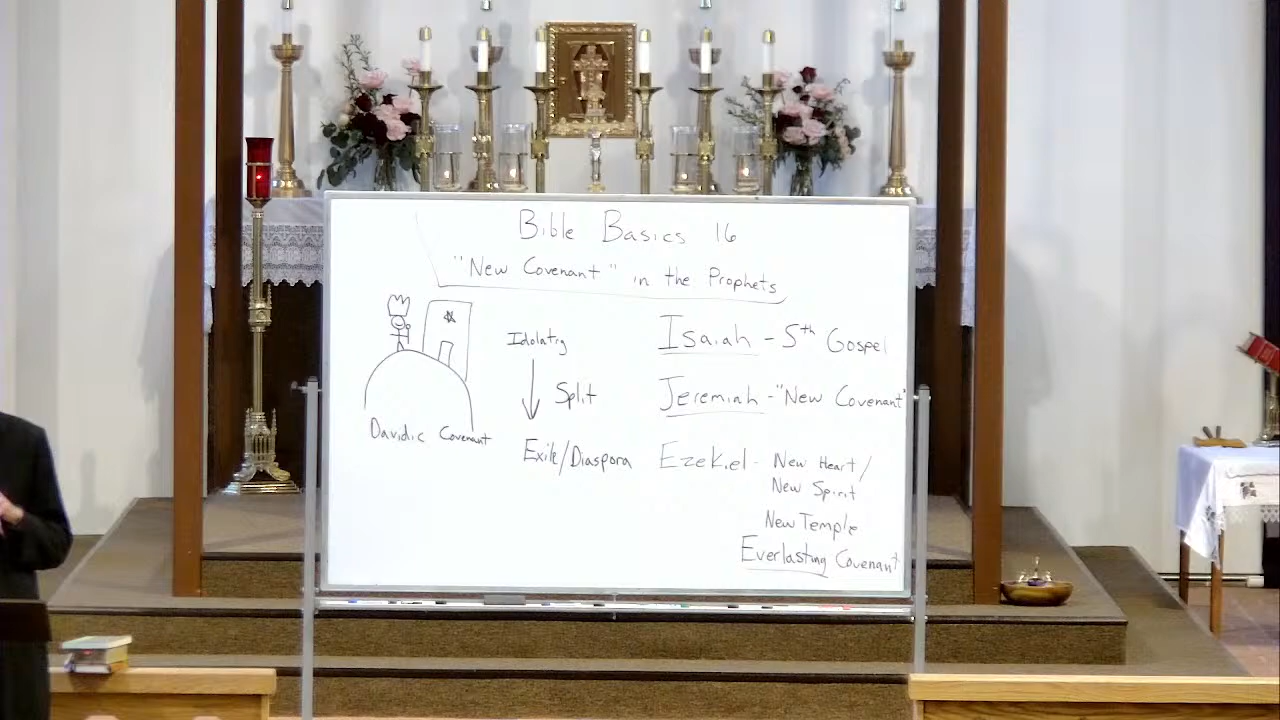 Bible Basics 16
"New Covenant" in the Prophets
Idolatry
Split
Exile/Diaspora
Davidic Covenant
Isaiah - 5th Gospel
Jeremiah - "New Covenant"
Ezekiel - New Heart/
New Spirit
New Temple
Everlasting Covenant